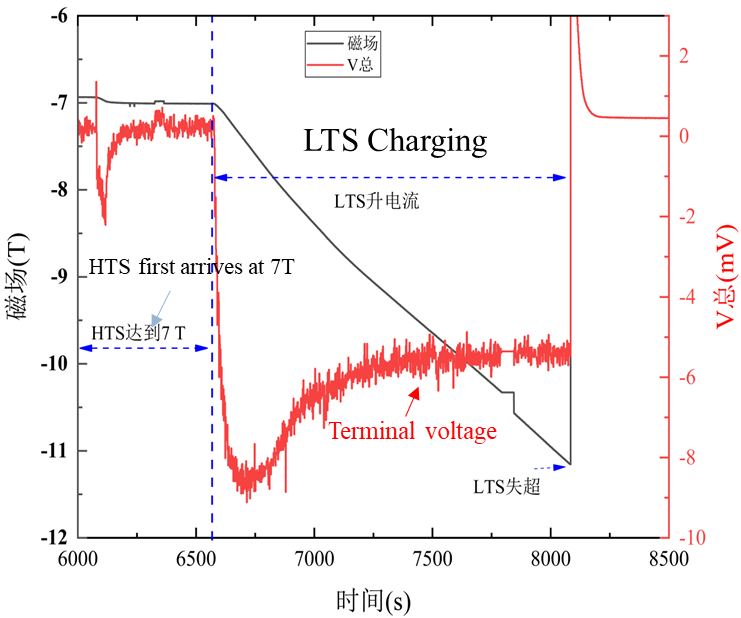 磁场
V总
LTS Charging
LTS升电流
HTS first arrives at 7T
HTS达到7 T
Terminal voltage
LTS失超
磁场(T)
-6
-7
-8
-9
-10
-11
-12
V总(mV)
2
0
-2
-4
-6
-8
-10
6000
6500
7000
7500
8000
8500
时间(s)